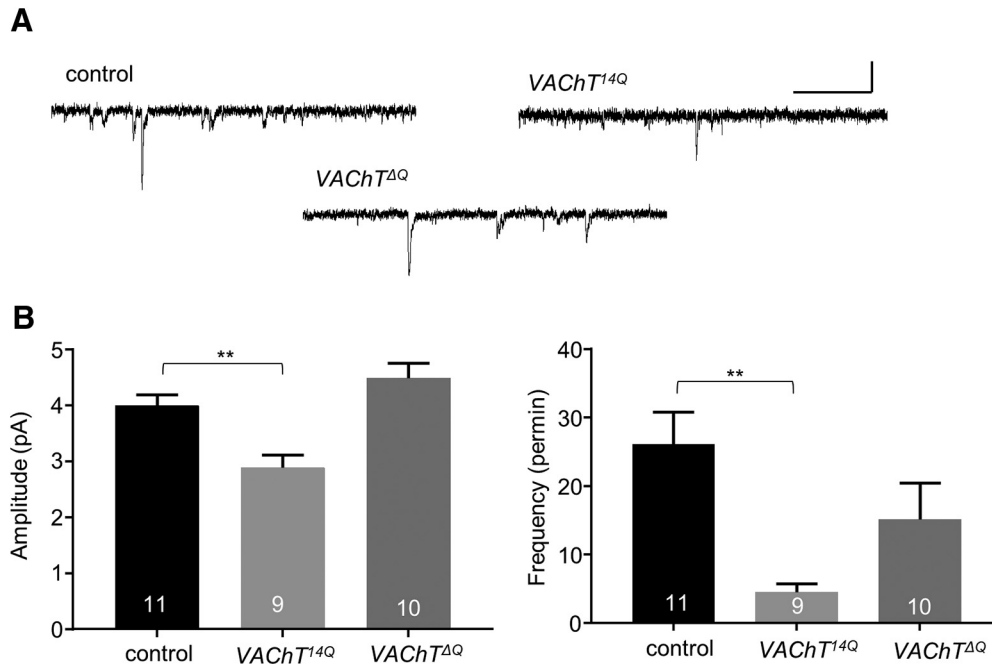 A
control
VAChT¹⁴Q
VAChTΔQ
B
Amplitude (pA)
5
4
3
2
1
0
**
11
9
10
control
VAChT¹⁴Q
VAChTΔQ
Frequency (permin)
40
30
20
10
0
**
11
9
10
control
VAChT¹⁴Q
VAChTΔQ